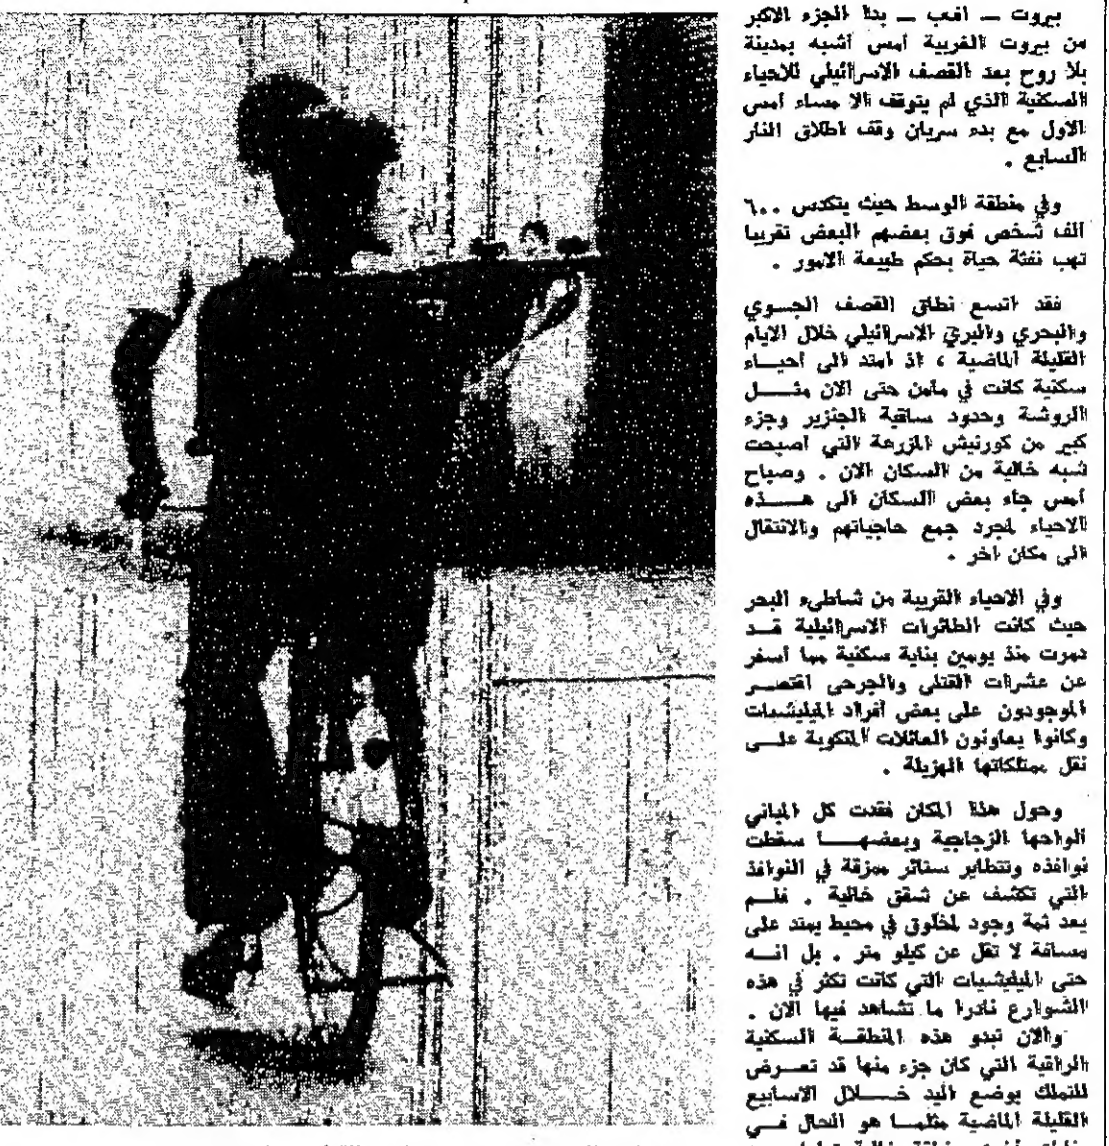 بيروت — افب — بدا الجزء الاكبر
من بيروت الغربية أمس أشبه بمدينة
بلا روح بعد القصف الاسرائيلي للاحياء
السكنية الذي لم يتوقف الا مساء أمس
الاول مع بدء سريان وقف اطلاق النار
السابع .
وفي منطقة الوسط حيث يتكدس ٦٠٠
ألف شخص فوق بعضهم البعض تقريبا
تهب نفثة حياة بحكم طبيعة الامور .
فقد اتسع نطاق القصف الجوي
والبحري والبري الاسرائيلي خلال الايام
القليلة الماضية ، اذ امتد الى أحياء
سكنية كانت في مأمن حتى الان مثل
الروشة وحدود ساقية الجنزير وجزء
كبير من كورنيش المزرعة التي اصبحت
شبه خالية من السكان الان . وصباح
أمس جاء بعض السكان الى هذه
الاحياء لمجرد جمع حاجياتهم والانتقال
الى مكان اخر .
وفي الاحياء القريبة من شاطىء البحر
حيث كانت الطائرات الاسرائيلية قد
دمرت منذ يومين بناية سكنية مما أسفر
عن عشرات القتلى والجرحى اقتصر
الموجودون على بعض أفراد الميليشيات
وكانوا يعاونون العائلات المنكوبة على
نقل ممتلكاتها الهزيلة .
وحول هذا المكان فقدت كل المباني
ألواحها الزجاجية وبعضها سقطت
نوافذه وتتطاير ستائر ممزقة في النوافذ
التي تكشف عن شقق خالية . فلم
يعد ثمة وجود لمخلوق في محيط يمتد على
مسافة لا تقل عن كيلو متر . بل انه
حتى الميليشيات التي كانت تكثر في هذه
الشوارع نادرا ما تشاهد فيها الان .
والان تبدو هذه المنطقة السكنية
الراقية التي كان جزء منها قد تعرض
للتملك بوضع اليد خلال الاسابيع
القليلة الماضية مثلما هو الحال في